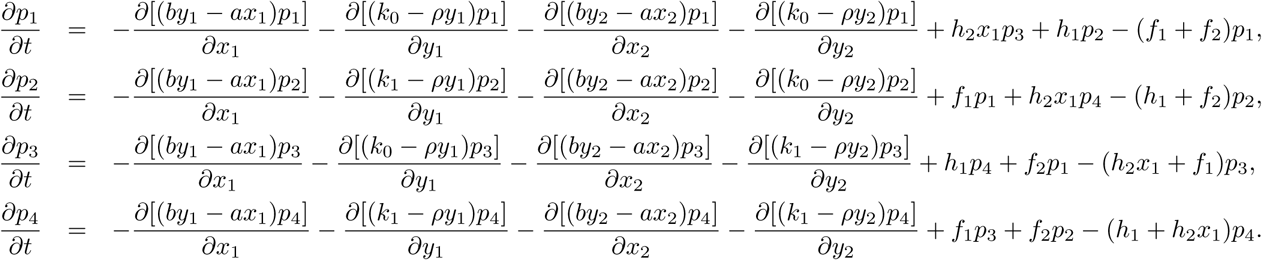 ∂p₁/∂t = −∂[(by₁ − ax₁)p₁]/∂x₁ − ∂[(k₀ − ρy₁)p₁]/∂y₁ − ∂[(by₂ − ax₂)p₁]/∂x₂ − ∂[(k₀ − ρy₂)p₁]/∂y₂ + h₂x₁p₃ + h₁p₂ − (f₁ + f₂)p₁,
∂p₂/∂t = −∂[(by₁ − ax₁)p₂]/∂x₁ − ∂[(k₁ − ρy₁)p₂]/∂y₁ − ∂[(by₂ − ax₂)p₂]/∂x₂ − ∂[(k₀ − ρy₂)p₂]/∂y₂ + f₁p₁ + h₂x₁p₄ − (h₁ + f₂)p₂,
∂p₃/∂t = −∂[(by₁ − ax₁)p₃/∂x₁ − ∂[(k₀ − ρy₁)p₃]/∂y₁ − ∂[(by₂ − ax₂)p₃]/∂x₂ − ∂[(k₁ − ρy₂)p₃]/∂y₂ + h₁p₄ + f₂p₁ − (h₂x₁ + f₁)p₃,
∂p₄/∂t = −∂[(by₁ − ax₁)p₄]/∂x₁ − ∂[(k₁ − ρy₁)p₄]/∂y₁ − ∂[(by₂ − ax₂)p₄]/∂x₂ − ∂[(k₁ − ρy₂)p₄]/∂y₂ + f₁p₃ + f₂p₂ − (h₁ + h₂x₁)p₄.